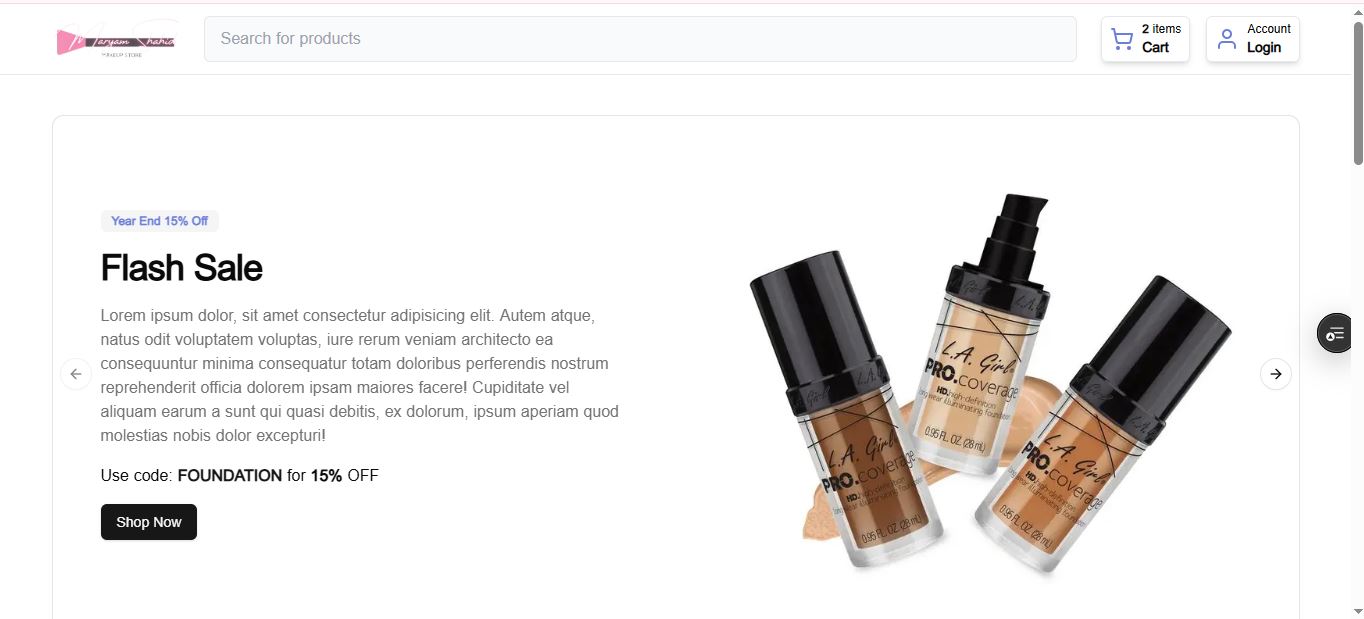 Maryam Shahid
MAKEUP STORE
Search for products
2 items
Cart
Account
Login
Year End 15% Off
Flash Sale
Lorem ipsum dolor, sit amet consectetur adipisicing elit. Autem atque,
natus odit voluptatem voluptas, iure rerum veniam architecto ea
consequuntur minima consequatur totam doloribus perferendis nostrum
reprehenderit officia dolorem ipsam maiores facere! Cupiditate vel
aliquam earum a sunt qui quasi debitis, ex dolorum, ipsum aperiam quod
molestias nobis dolor excepturi!
Use code: FOUNDATION for 15% OFF
Shop Now
L.A. Girl
PRO.coverage
HD.high-definition
long wear illuminating foundation
0.95 FL. OZ. (28 mL)
L.A. Girl
PRO.coverage
HD.high-definition
long wear illuminating foundation
0.95 FL. OZ. (28 mL)
L.A. Girl
PRO.coverage
HD.high-definition
long wear illuminating foundation
0.95 FL. OZ. (28 mL)